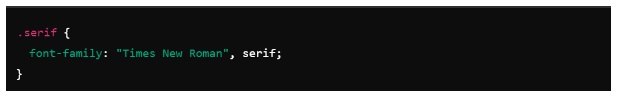 .serif {
  font-family: "Times New Roman", serif;
}